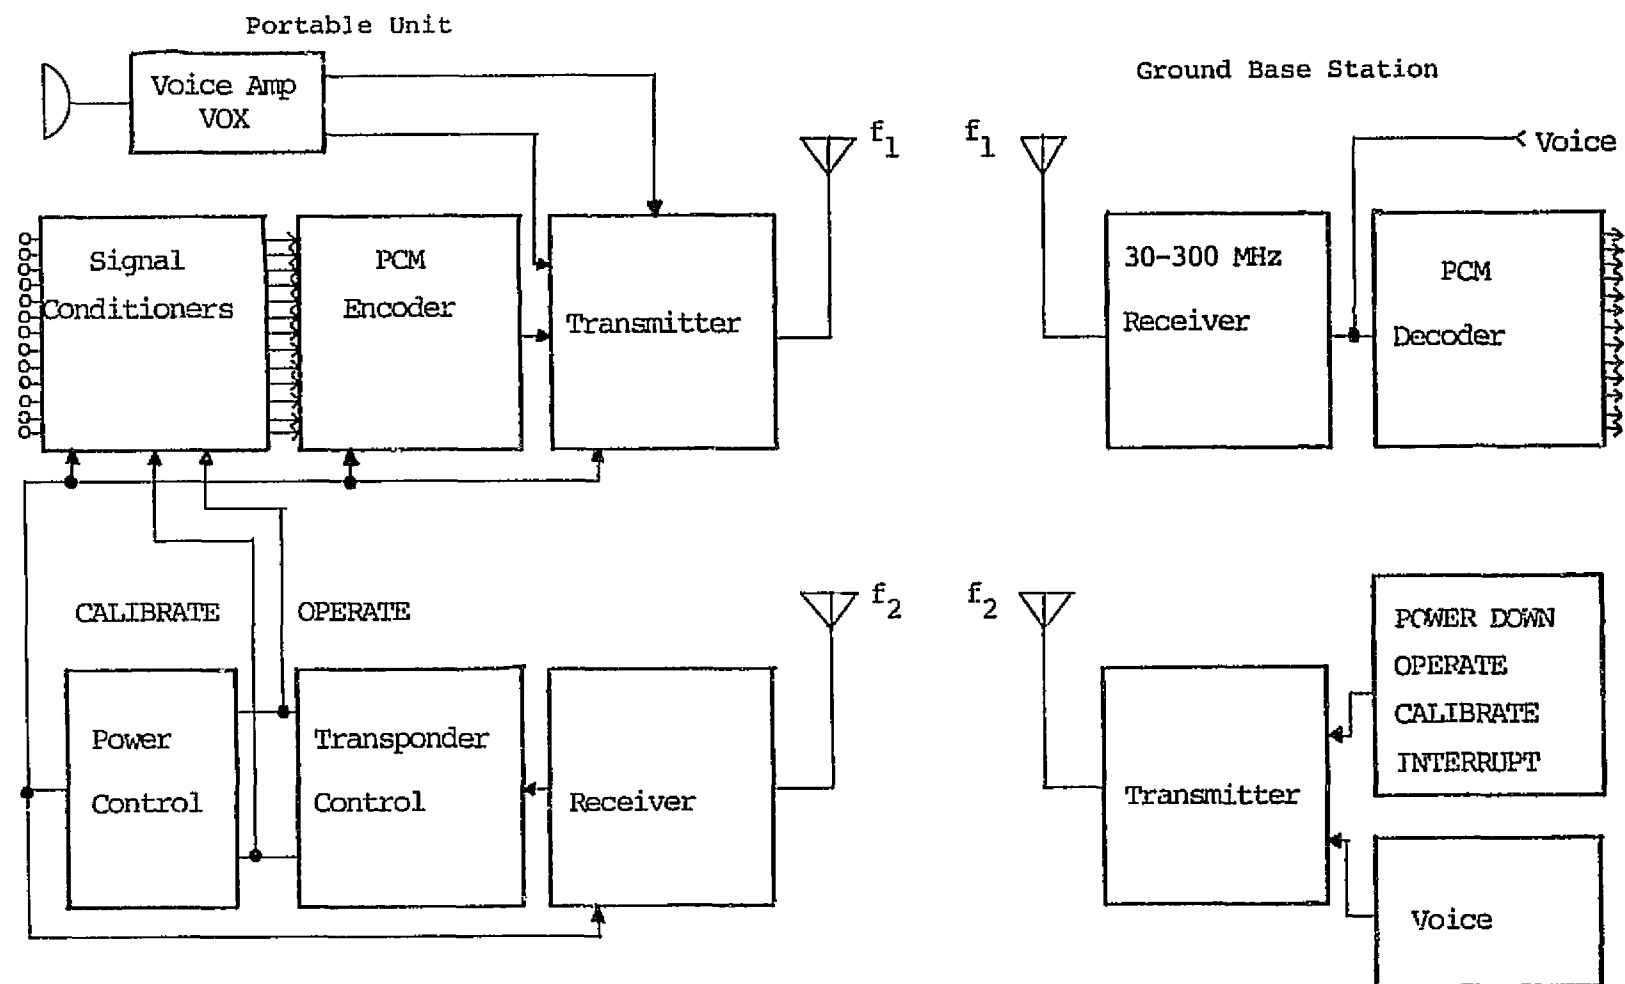 Portable Unit
Voice Amp
VOX
Ground Base Station
f1
f1
Voice
Signal
Conditioners
PCM
Encoder
Transmitter
30-300 MHz
Receiver
PCM
Decoder
CALIBRATE
OPERATE
f2
f2
POWER DOWN
OPERATE
CALIBRATE
INTERRUPT
Power
Control
Transponder
Control
Receiver
Transmitter
Voice